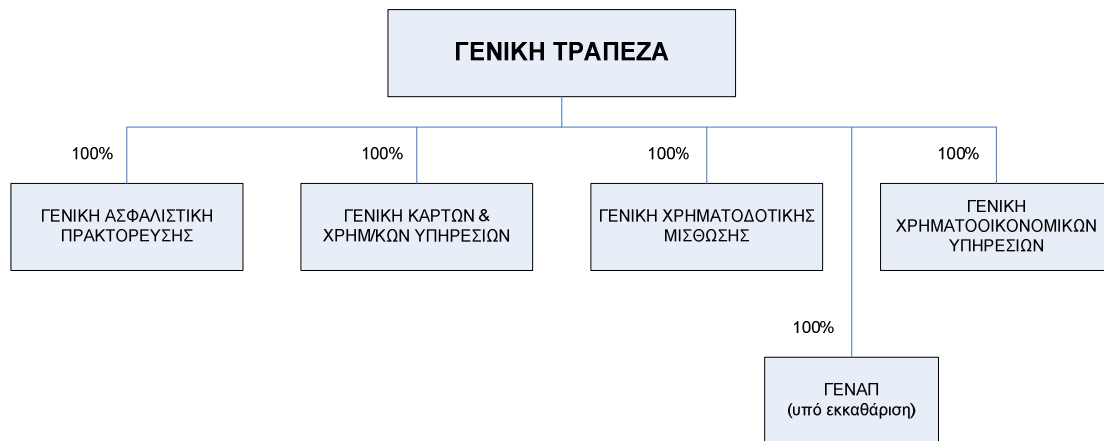 ΓΕΝΙΚΗ ΤΡΑΠΕΖΑ
100%
100%
100%
100%
ΓΕΝΙΚΗ ΑΣΦΑΛΙΣΤΙΚΗ
ΠΡΑΚΤΟΡΕΥΣΗΣ
ΓΕΝΙΚΗ ΚΑΡΤΩΝ &
ΧΡΗΜ/ΚΩΝ ΥΠΗΡΕΣΙΩΝ
ΓΕΝΙΚΗ ΧΡΗΜΑΤΟΔΟΤΙΚΗΣ
ΜΙΣΘΩΣΗΣ
ΓΕΝΙΚΗ
ΧΡΗΜΑΤΟΟΙΚΟΝΟΜΙΚΩΝ
ΥΠΗΡΕΣΙΩΝ
100%
ΓΕΝΑΠ
(υπό εκκαθάριση)